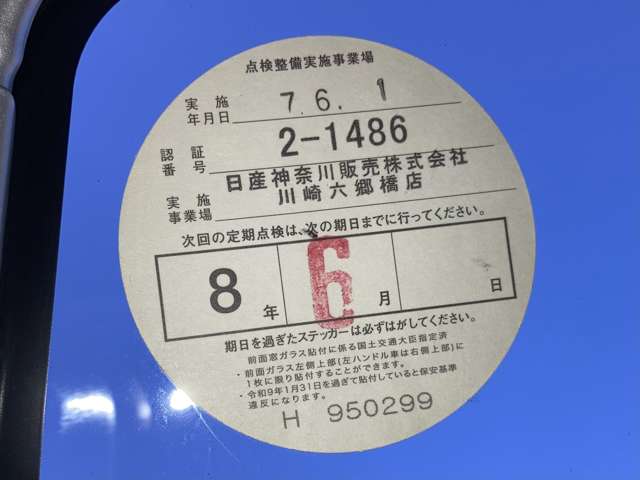 点検整備実施事業場
実施年月日 7.6.1
認証番号 2-1486
実施事業場 日産神奈川販売株式会社
川崎六郷橋店
次回の定期点検は、次の期日までに行ってください。
8年 6月 日
期日を過ぎたステッカーは必ずはがしてください。
前面窓ガラス貼付に係る国土交通大臣指定済
・前面ガラス左側上部(左ハンドル車は右側上部)に
1枚に限り貼付することができます。
・令和9年1月31日を過ぎて貼付していると保安基準
違反になります。
H 950299